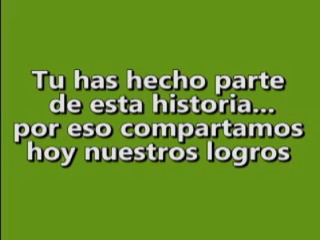 Tu has hecho parte
de esta historia...
por eso compartamos
hoy nuestros logros